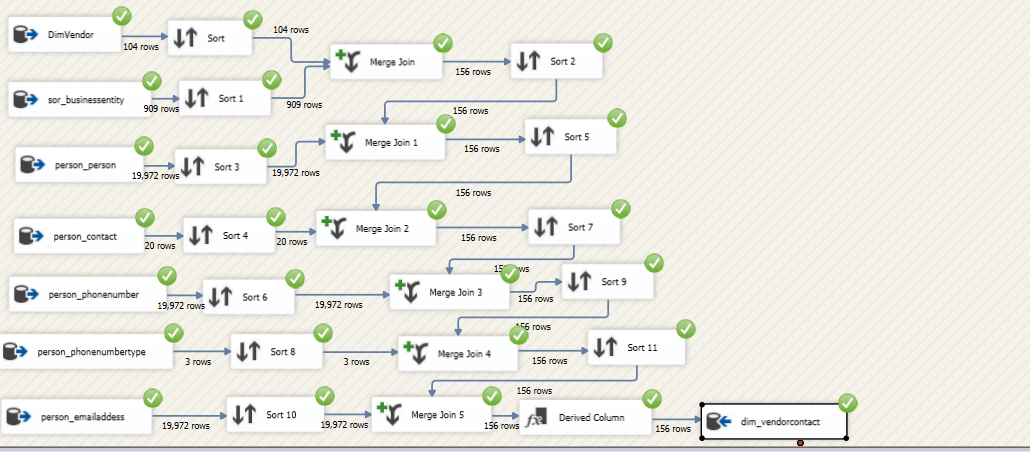 DimVendor
104 rows
Sort
104 rows
Merge Join
156 rows
Sort 2
sor_businessentity
909 rows
Sort 1
909 rows
156 rows
person_person
19,972 rows
Sort 3
19,972 rows
Merge Join 1
156 rows
Sort 5
156 rows
person_contact
20 rows
Sort 4
20 rows
Merge Join 2
156 rows
Sort 7
156 rows
person_phonenumber
19,972 rows
Sort 6
19,972 rows
Merge Join 3
156 rows
Sort 9
156 rows
person_phonenumbertype
3 rows
Sort 8
3 rows
Merge Join 4
156 rows
Sort 11
156 rows
person_emailaddess
19,972 rows
Sort 10
19,972 rows
Merge Join 5
156 rows
Derived Column
156 rows
dim_vendorcontact